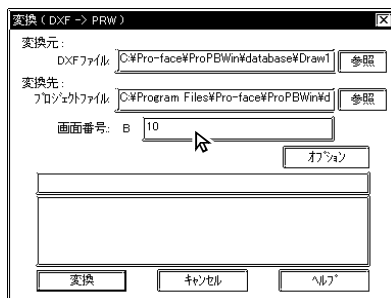 変換 ( DXF -> PRW )
変換元 :
DXFファイル C:¥Pro-face¥ProPBWin¥database¥Draw1 参照
変換先 :
プロジェクトファイル C:¥Program Files¥Pro-face¥ProPBWin¥d 参照
画面番号: B 10
オプション
変換 キャンセル ヘルプ